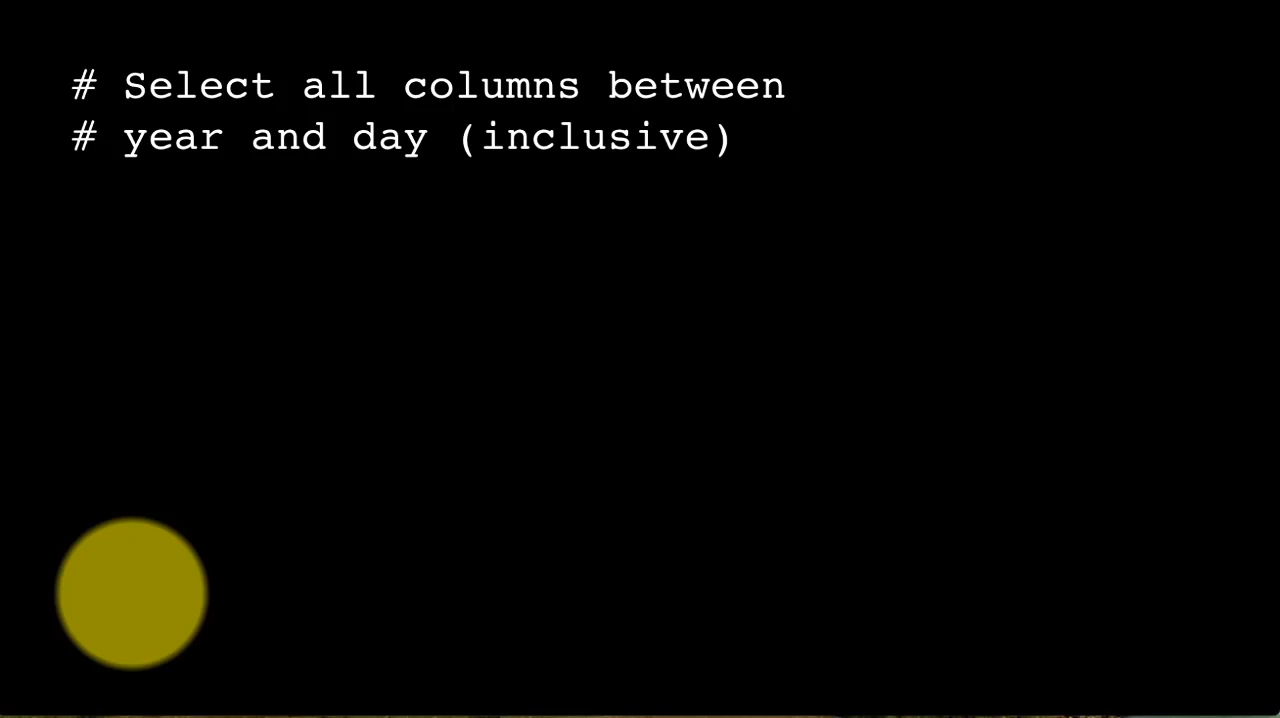 # Select all columns between
# year and day (inclusive)